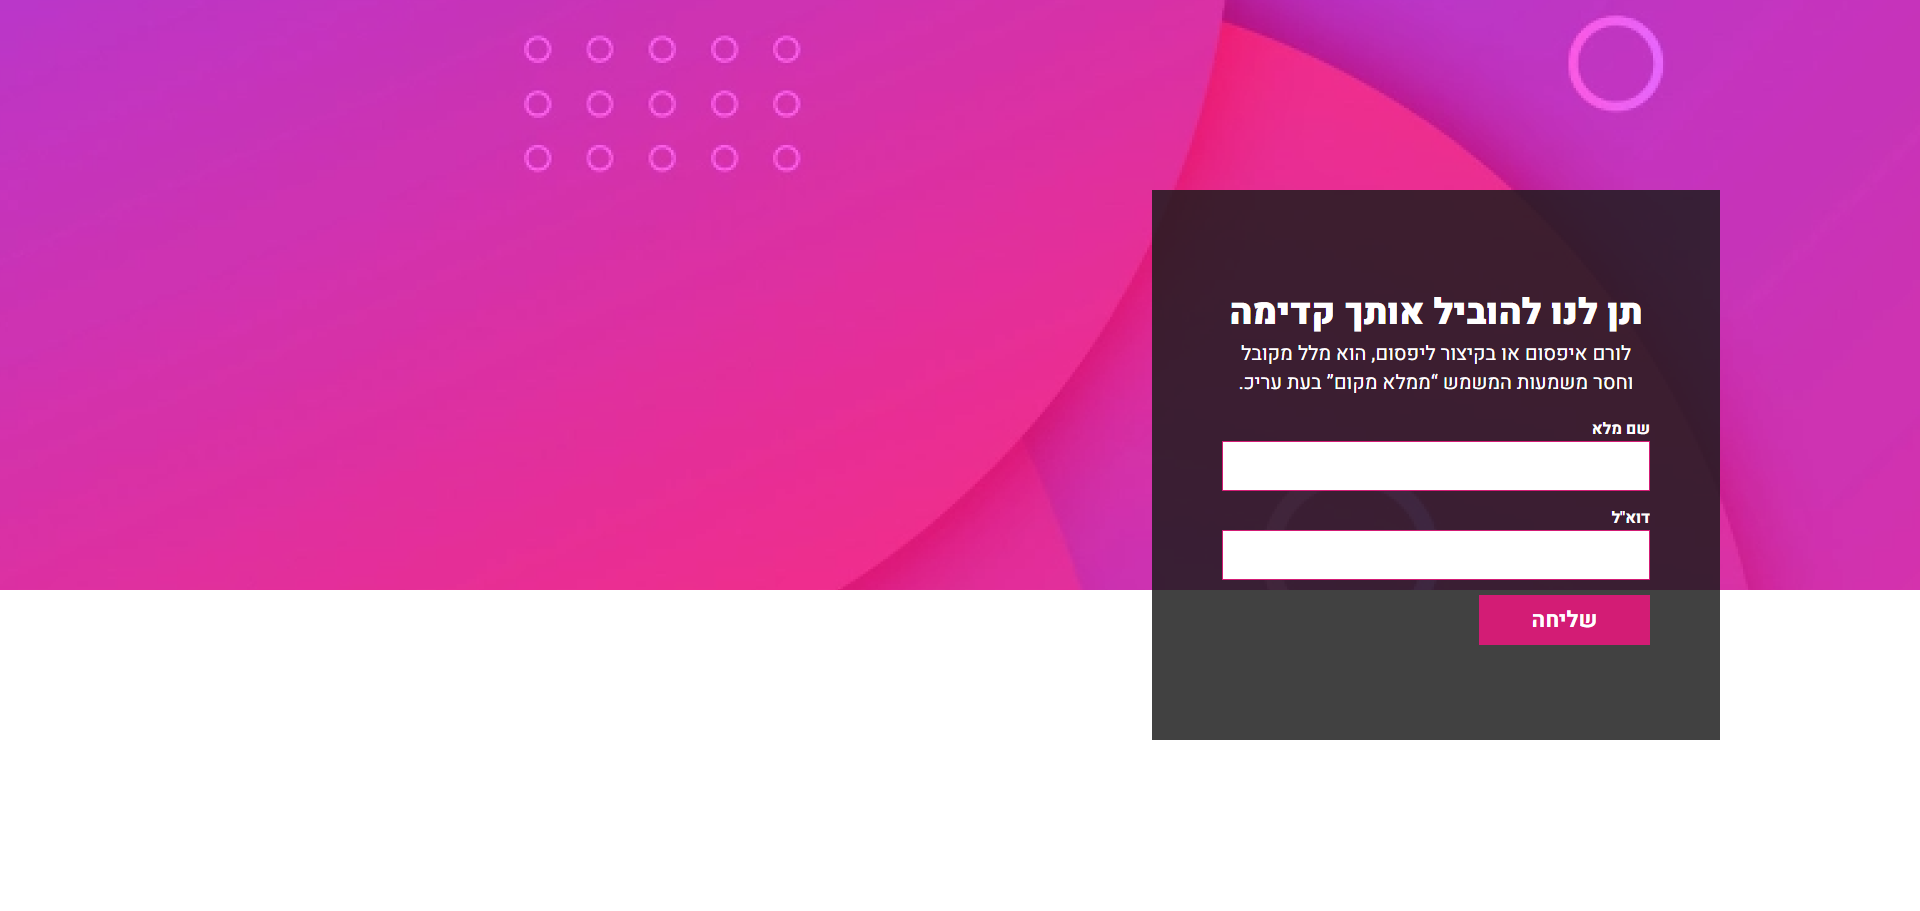 תן לנו להוביל אותך קדימה
לורם איפסום או בקיצור ליפסום, הוא מלל מקובל
וחסר משמעות המשמש “ממלא מקום” בעת עריכ.
שם מלא
דוא"ל
שליחה